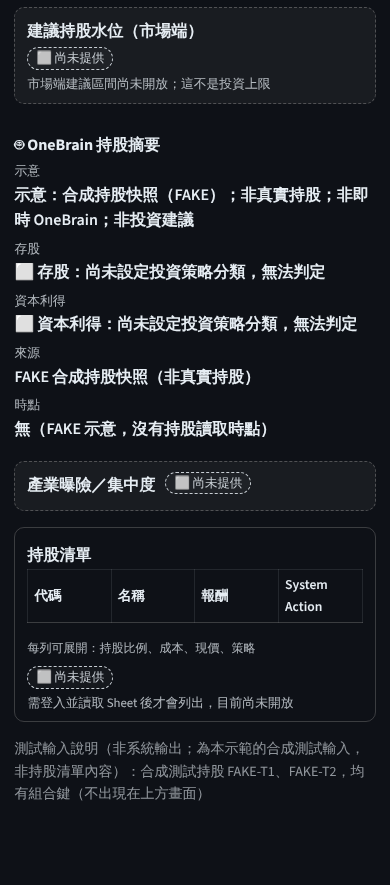 建議持股水位（市場端）
尚未提供
市場端建議區間尚未開放；這不是投資上限
OneBrain 持股摘要
示意
示意：合成持股快照（FAKE）；非真實持股；非即
時 OneBrain；非投資建議
存股
存股：尚未設定投資策略分類，無法判定
資本利得
資本利得：尚未設定投資策略分類，無法判定
來源
FAKE 合成持股快照（非真實持股）
時點
無（FAKE 示意，沒有持股讀取時點）
產業曝險／集中度 尚未提供
持股清單
代碼 名稱 報酬 System Action
每列可展開：持股比例、成本、現價、策略
尚未提供
需登入並讀取 Sheet 後才會列出，目前尚未開放
測試輸入說明（非系統輸出；為本示範的合成測試輸入，
非持股清單內容）：合成測試持股 FAKE-T1、FAKE-T2，均
有組合鍵（不出現在上方畫面）